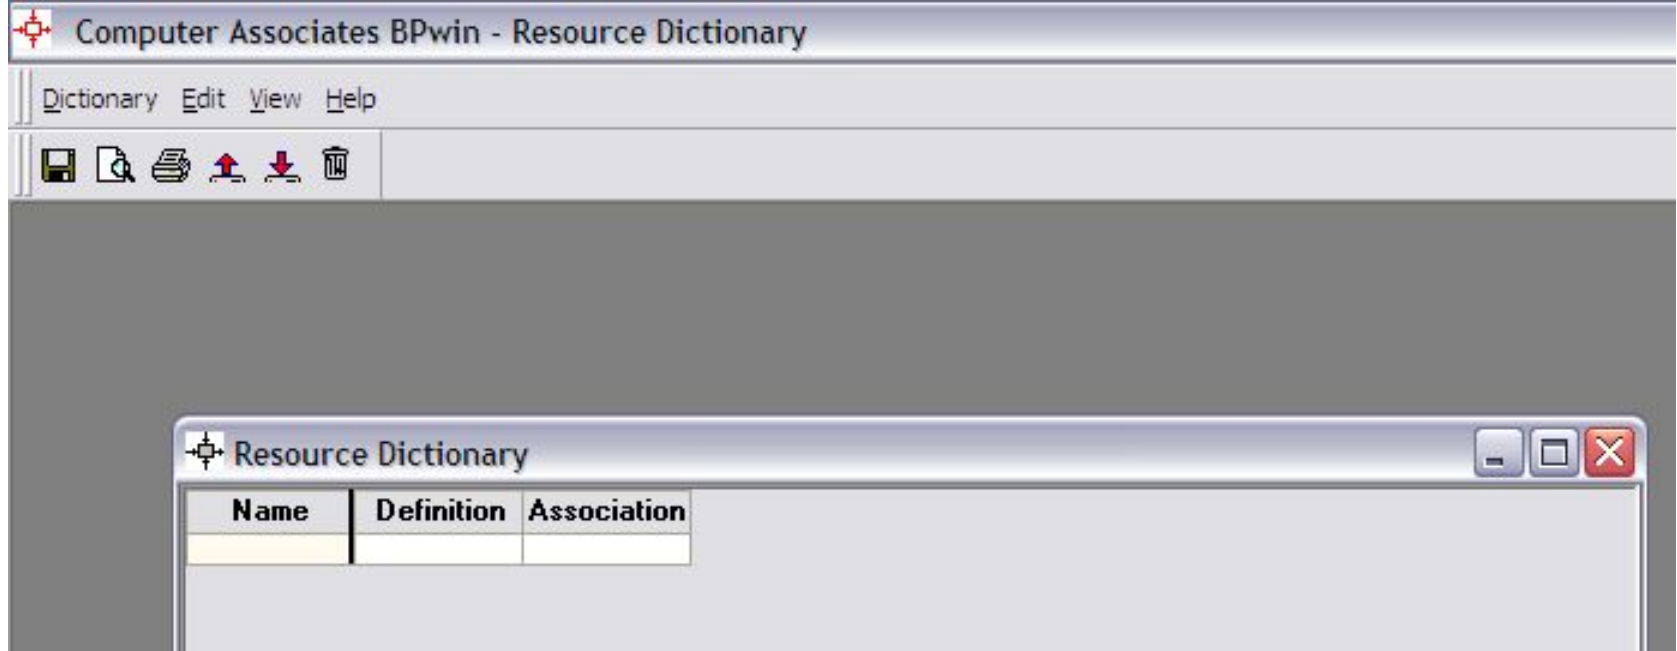 Computer Associates BPwin - Resource Dictionary
Dictionary Edit View Help
Resource Dictionary
Name Definition Association